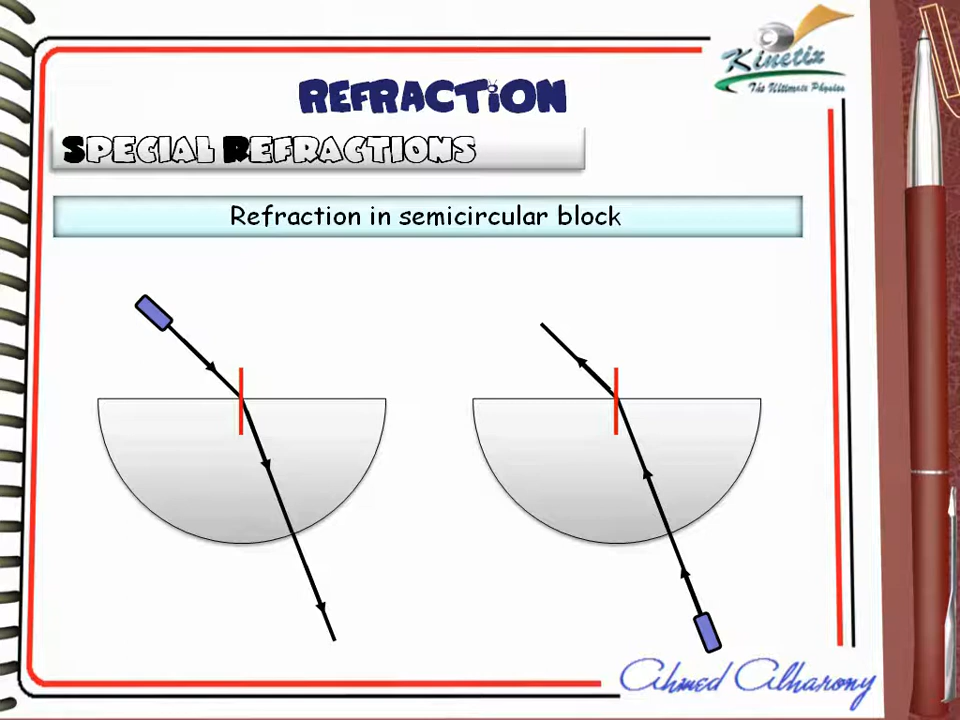 Kinetix
The Ultimate Physics
REFRACTION
SPECIAL REFRACTIONS
Refraction in semicircular block
Ahmed Alharony